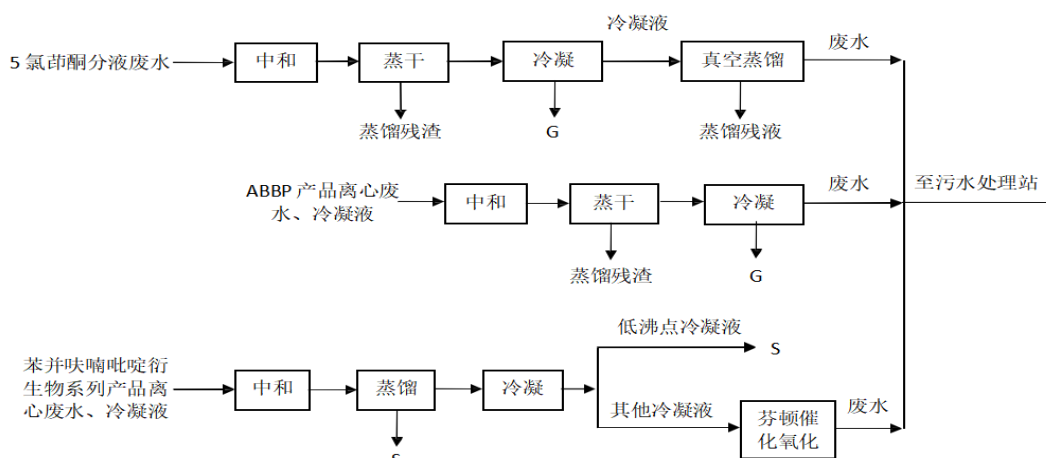 冷凝液
废水
5 氯茚酮分液废水
中和
蒸干
冷凝
真空蒸馏
蒸馏残渣
G
蒸馏残液
ABBP 产品离心废
水、冷凝液
中和
蒸干
冷凝
废水
至污水处理站
蒸馏残渣
G
低沸点冷凝液
S
苯并呋喃吡啶衍
生物系列产品离
心废水、冷凝液
中和
蒸馏
冷凝
其他冷凝液
芬顿催
化氧化
废水